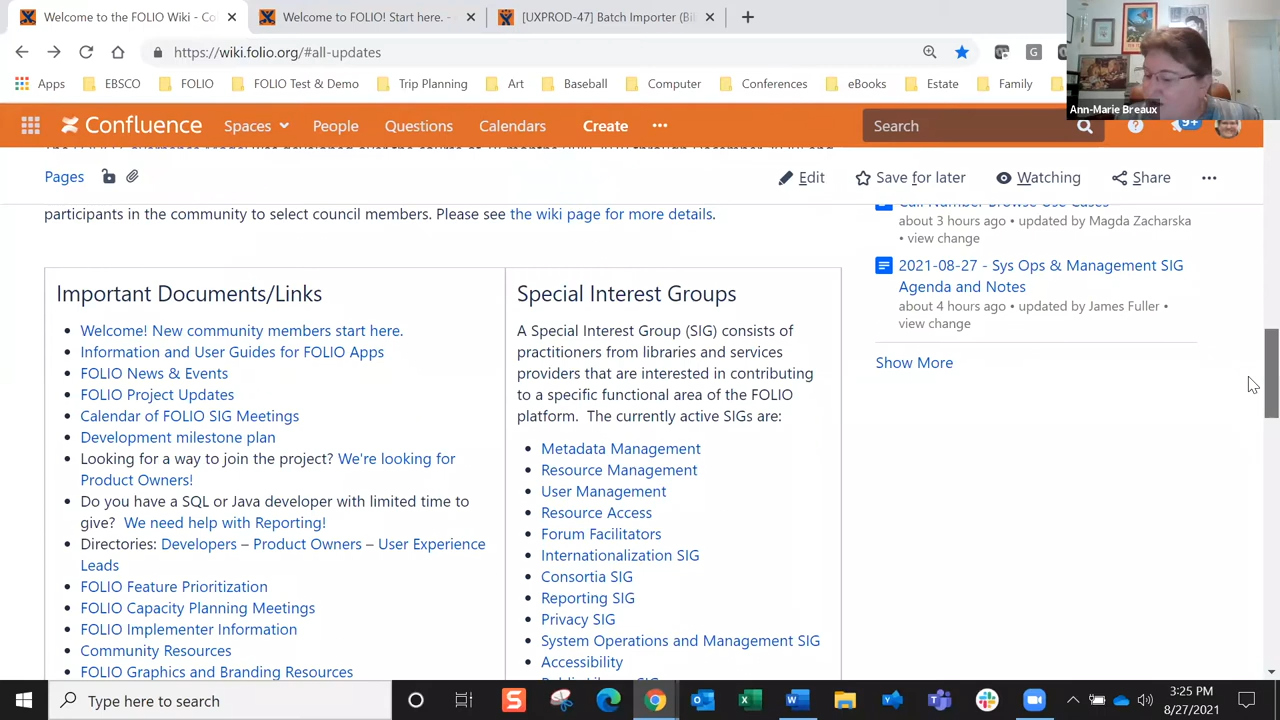 Welcome to the FOLIO Wiki - Co
Welcome to FOLIO! Start here. -
[UXPROD-47] Batch Importer (Bi
https://wiki.folio.org/#all-updates
G
Apps EBSCO FOLIO FOLIO Test & Demo Trip Planning Art Baseball Computer Conferences eBooks Estate Family
Ann-Marie Breaux
Confluence Spaces People Questions Calendars Create Search 9+
Pages Edit Save for later Watching Share
participants in the community to select council members. Please see the wiki page for more details.
Important Documents/Links
Welcome! New community members start here.
Information and User Guides for FOLIO Apps
FOLIO News & Events
FOLIO Project Updates
Calendar of FOLIO SIG Meetings
Development milestone plan
Looking for a way to join the project? We're looking for
Product Owners!
Do you have a SQL or Java developer with limited time to
give? We need help with Reporting!
Directories: Developers – Product Owners – User Experience
Leads
FOLIO Feature Prioritization
FOLIO Capacity Planning Meetings
FOLIO Implementer Information
Community Resources
FOLIO Graphics and Branding Resources
Special Interest Groups
A Special Interest Group (SIG) consists of
practitioners from libraries and services
providers that are interested in contributing
to a specific functional area of the FOLIO
platform. The currently active SIGs are:
Metadata Management
Resource Management
User Management
Resource Access
Forum Facilitators
Internationalization SIG
Consortia SIG
Reporting SIG
Privacy SIG
System Operations and Management SIG
Accessibility
Call Number Browse Use Cases
about 3 hours ago • updated by Magda Zacharska
• view change
2021-08-27 - Sys Ops & Management SIG
Agenda and Notes
about 4 hours ago • updated by James Fuller •
view change
Show More
Type here to search
3:25 PM
8/27/2021